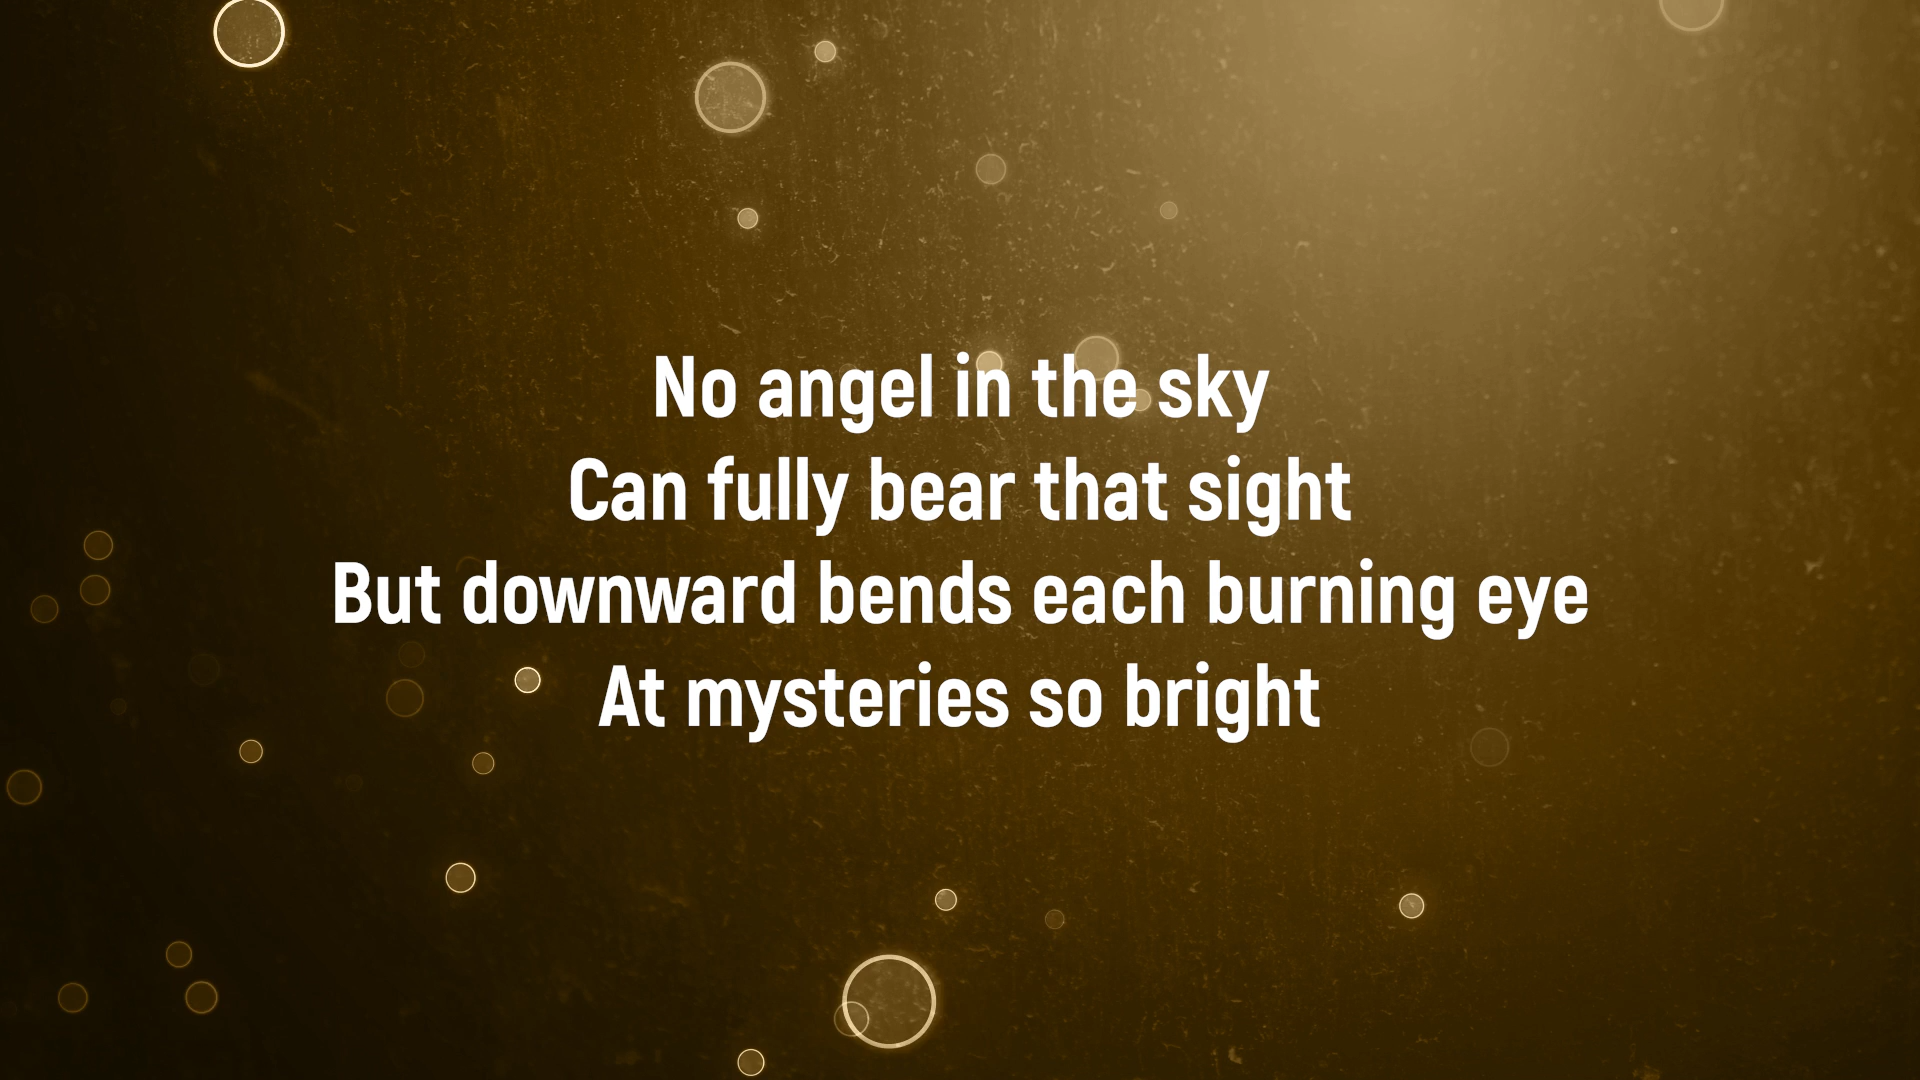 No angel in the sky
Can fully bear that sight
But downward bends each burning eye
At mysteries so bright